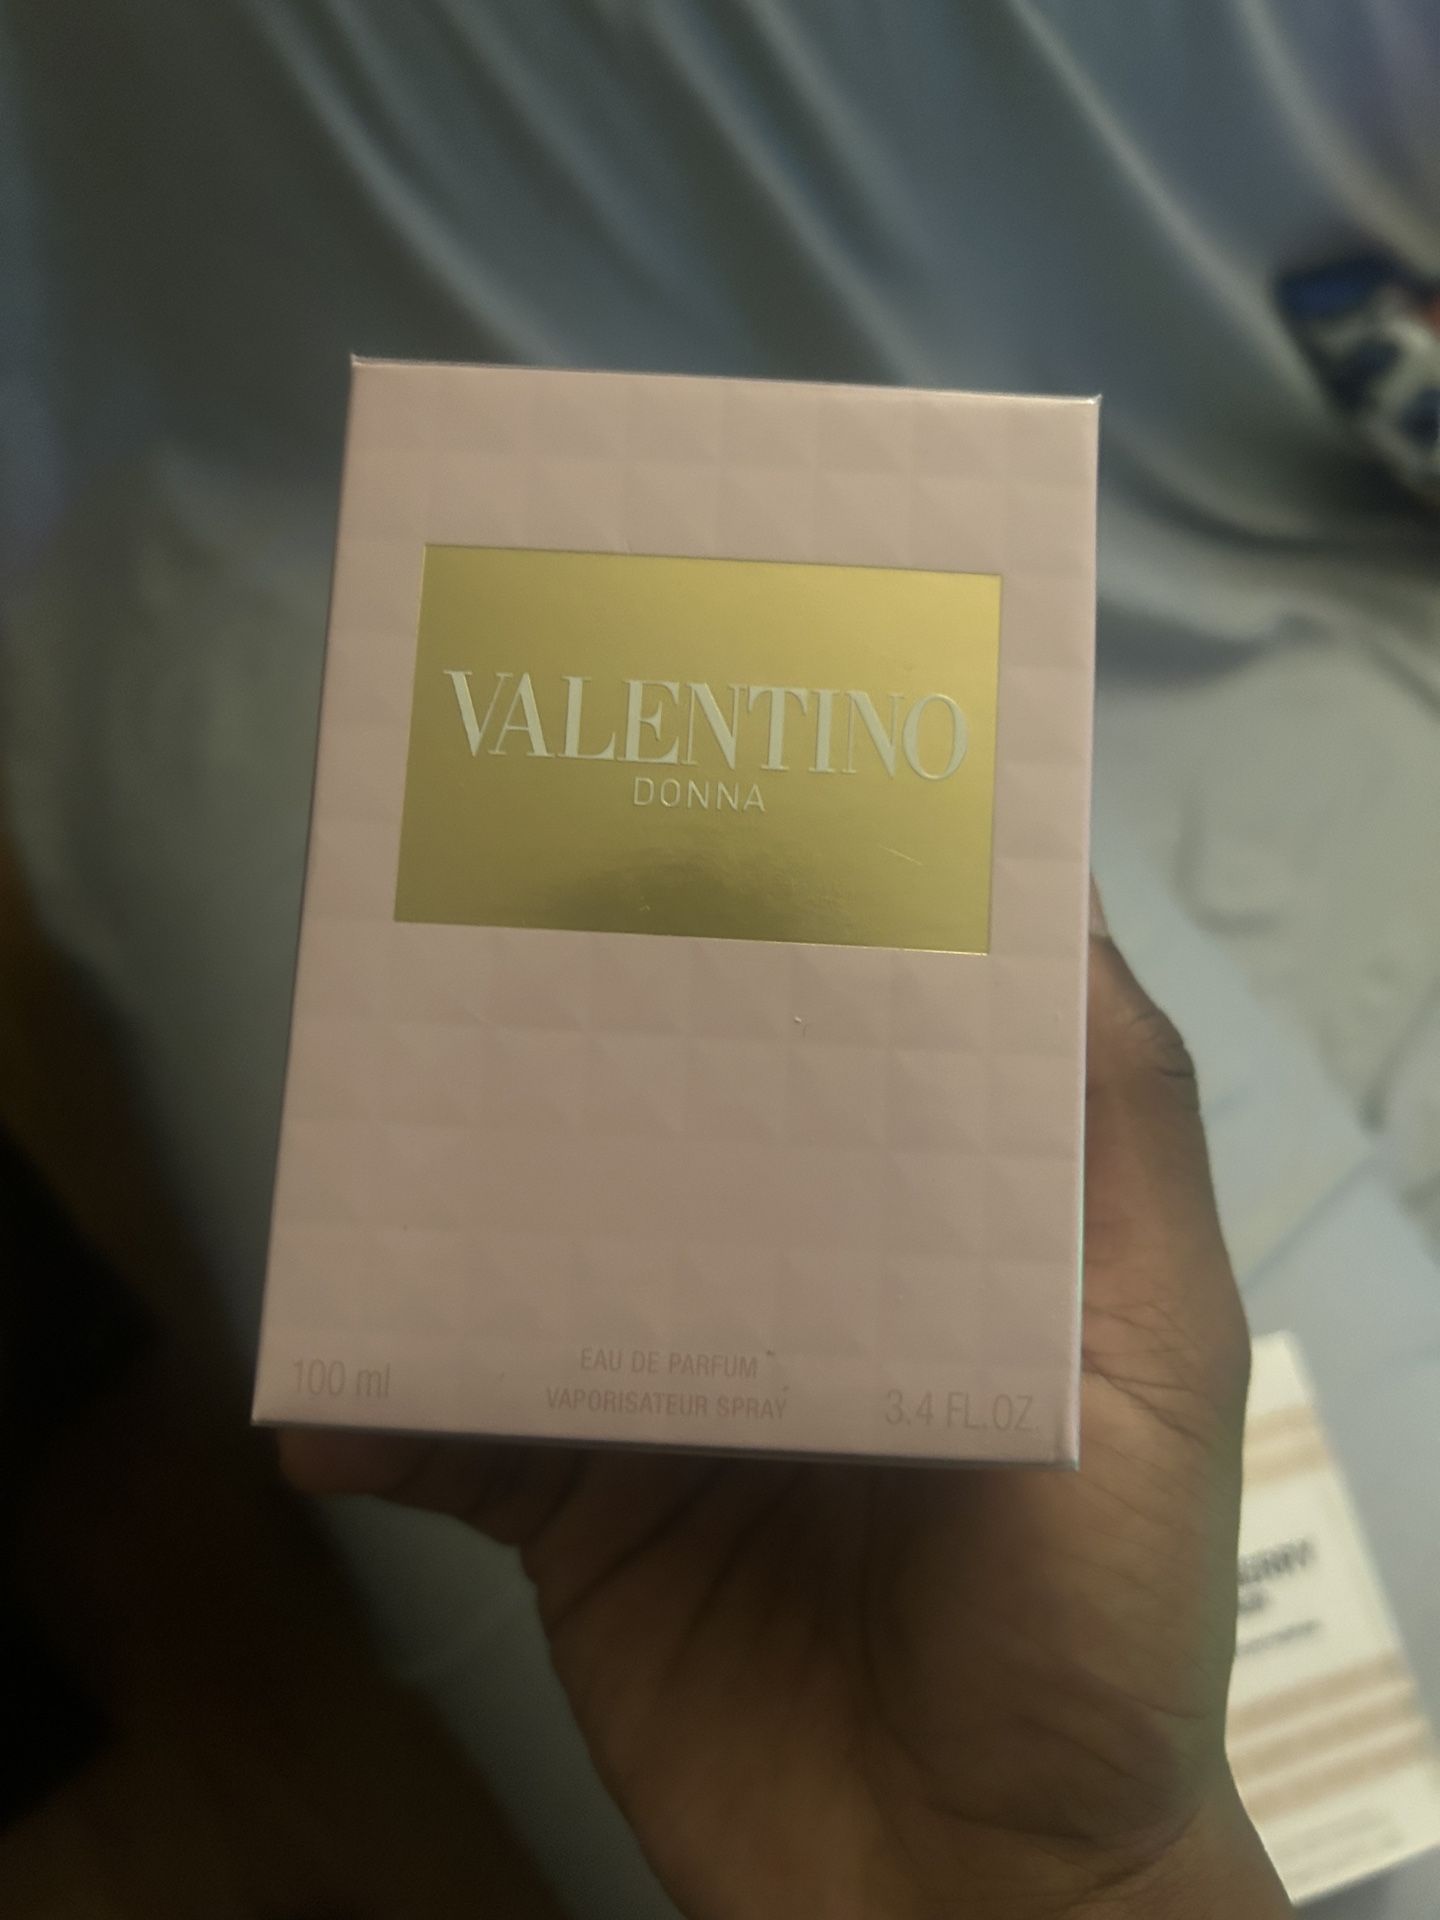 VALENTINO
DONNA
100 ml
EAU DE PARFUM
VAPORISATEUR SPRAY
3.4 FL.OZ.